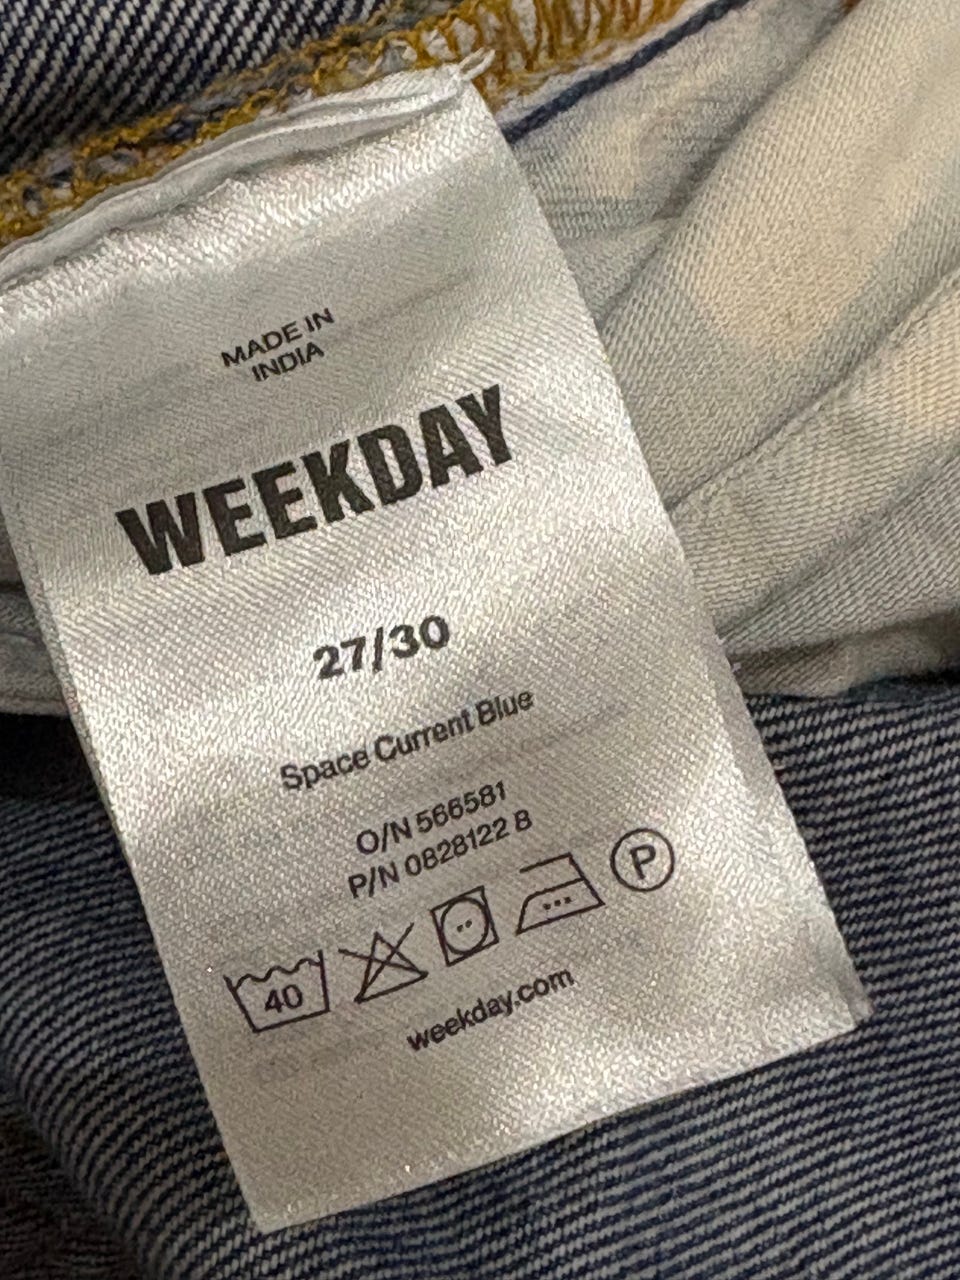 MADE IN
INDIA
WEEKDAY
27/30
Space Current Blue
O/N 566581
P/N 0828122 8
40
P
weekday.com